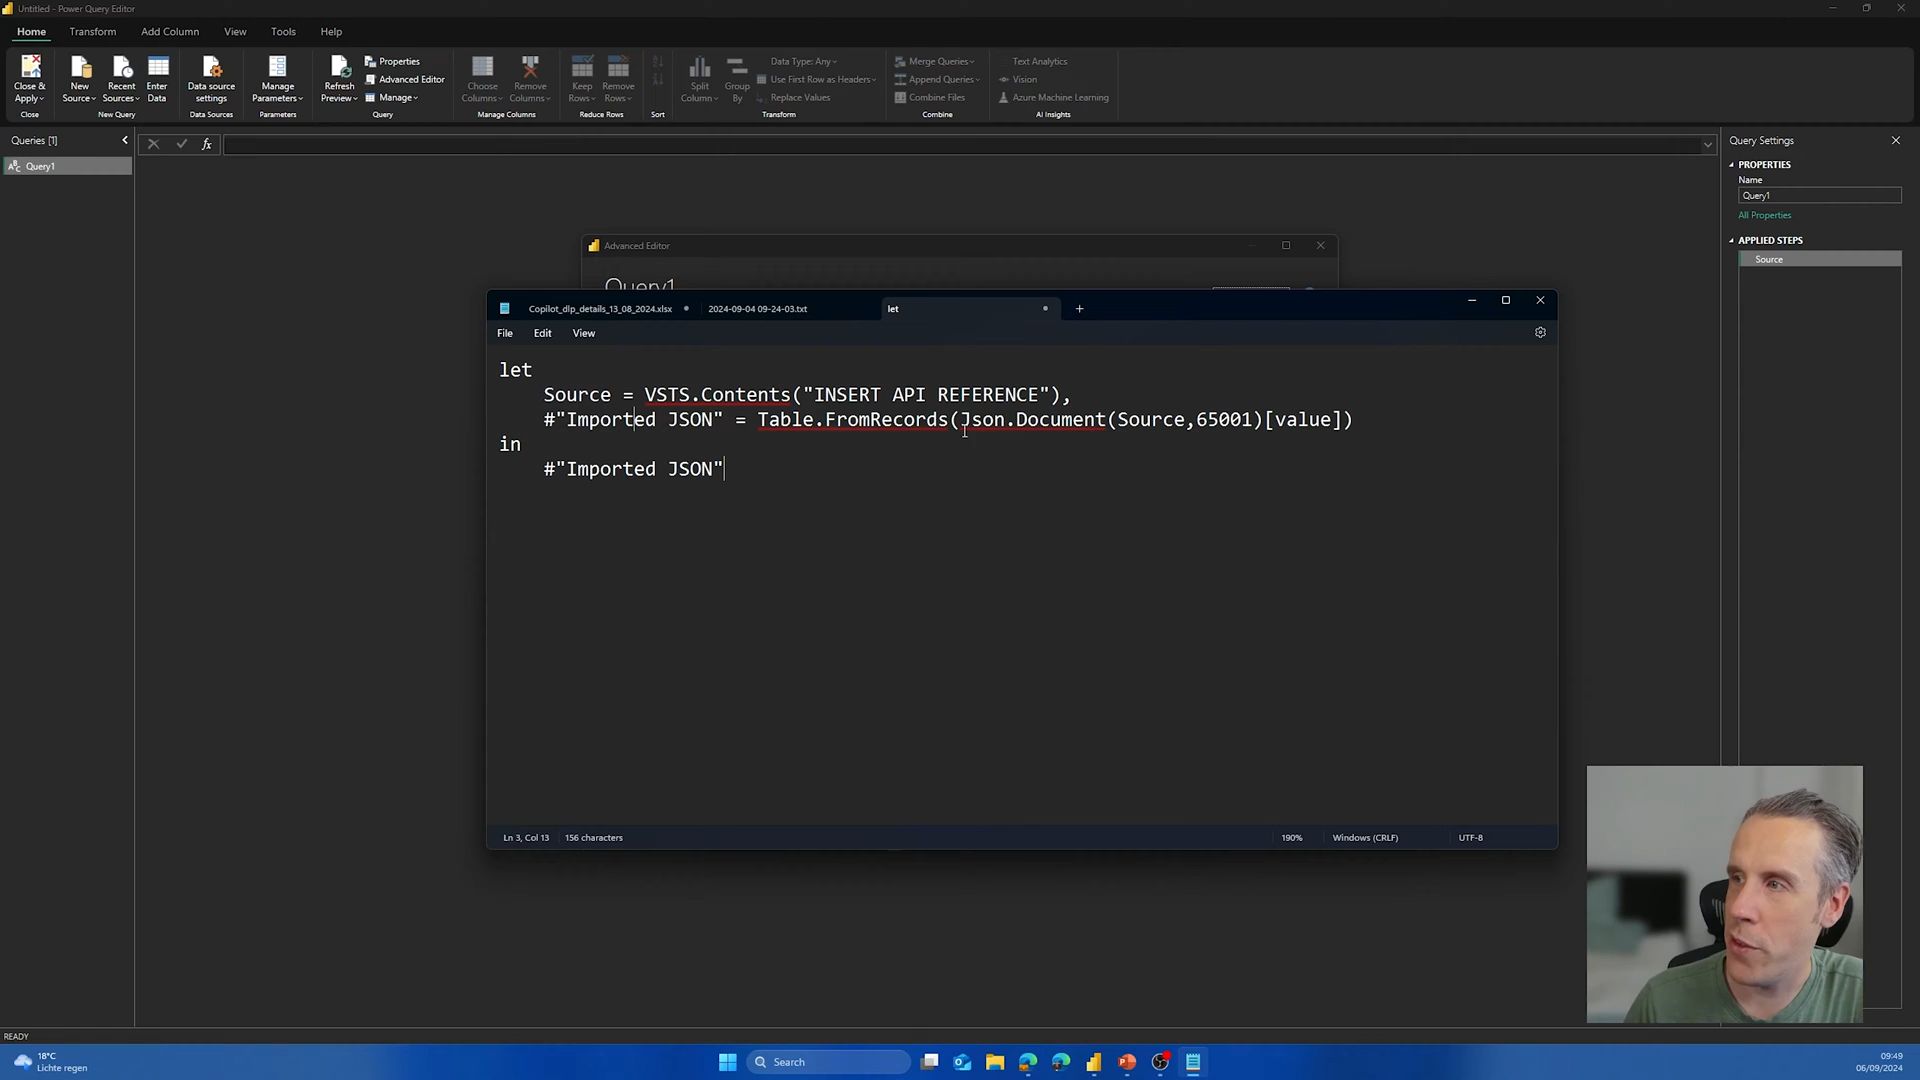 Untitled - Power Query Editor
Home Transform Add Column View Tools Help
Close & Apply
New Source
Recent Sources
Enter Data
Data source settings
Manage Parameters
Refresh Preview
Properties
Advanced Editor
Manage
Choose Columns
Remove Columns
Keep Rows
Remove Rows
Split Column
Group By
Data Type: Any
Use First Row as Headers
Replace Values
Merge Queries
Append Queries
Combine Files
Text Analytics
Vision
Azure Machine Learning
Close New Query Data Sources Parameters Query Manage Columns Reduce Rows Sort Transform Combine AI Insights
Queries [1]
fx
Query Settings
ABC Query1
PROPERTIES
Name
Query1
All Properties
APPLIED STEPS
Source
Advanced Editor
Query1
Copilot_dlp_details_13_08_2024.xlsx 2024-09-04 09-24-03.txt let
File Edit View
let
Source = VSTS.Contents("INSERT API REFERENCE"),
#"Imported JSON" = Table.FromRecords(Json.Document(Source,65001)[value])
in
#"Imported JSON"
Ln 3, Col 13 156 characters 190% Windows (CRLF) UTF-8
READY
18°C
Lichte regen
Search
09:49
06/09/2024